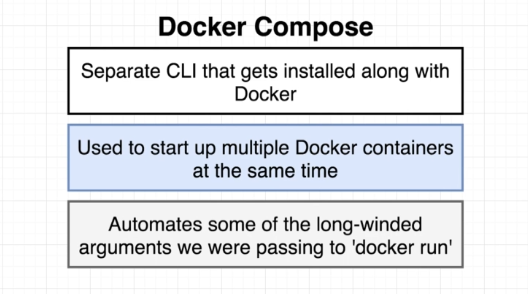 Docker Compose
Separate CLI that gets installed along with
Docker
Used to start up multiple Docker containers
at the same time
Automates some of the long-winded
arguments we were passing to 'docker run'